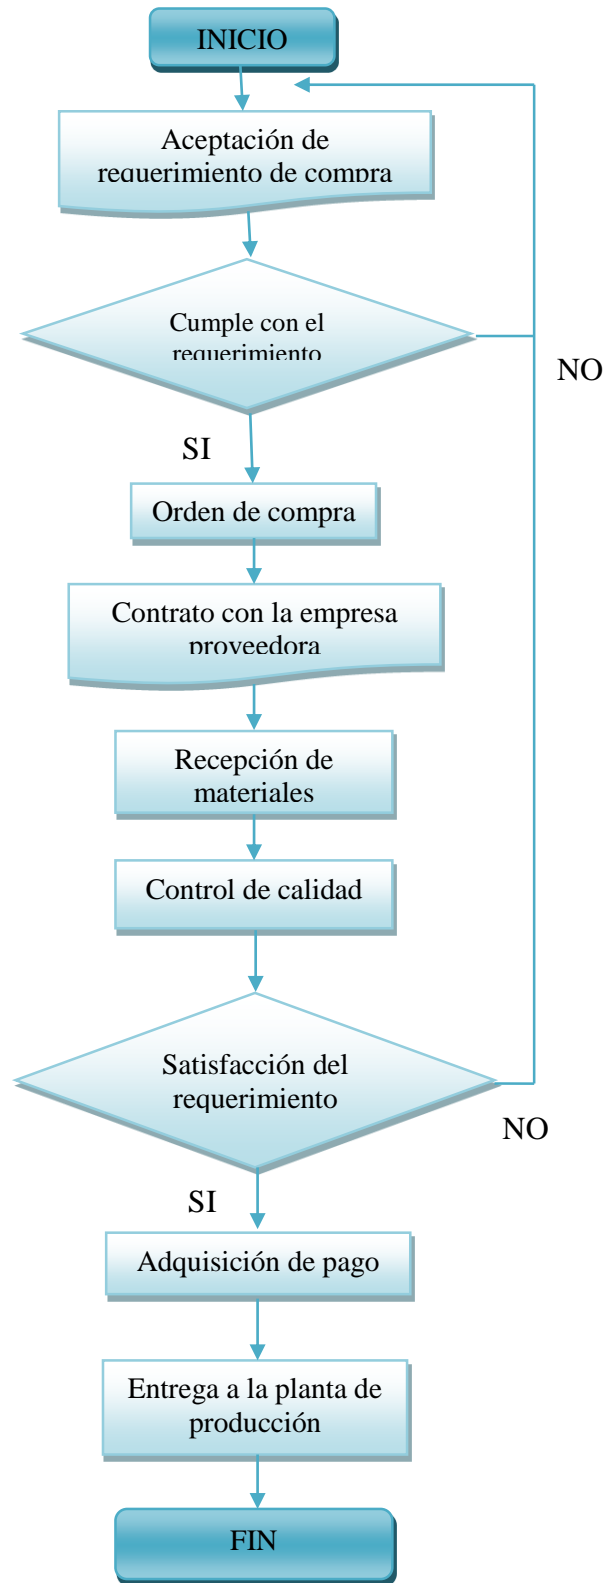 INICIO
Aceptación de
requerimiento de compra
Cumple con el
requerimiento
NO
SI
Orden de compra
Contrato con la empresa
proveedora
Recepción de
materiales
Control de calidad
Satisfacción del
requerimiento
NO
SI
Adquisición de pago
Entrega a la planta de
producción
FIN